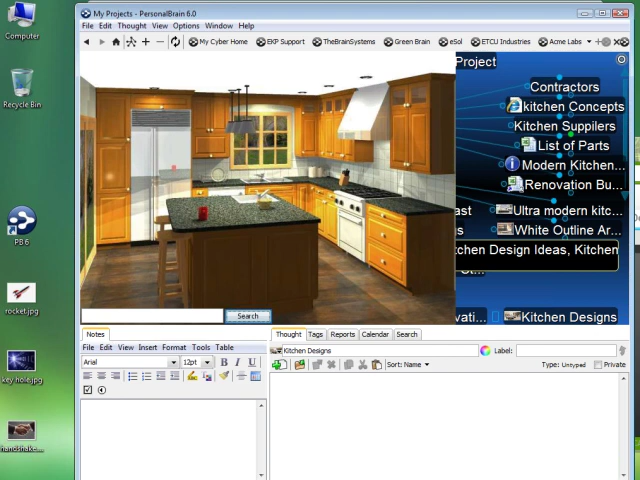 My Projects - PersonalBrain 6.0
File Edit Thought View Options Window Help
My Cyber Home EKP Support TheBrainSystems Green Brain eSol ETCU Industries Acme Labs
Computer
Recycle Bin
PB 6
rocket.jpg
key hole.jpg
handshake....
Project
Contractors
kitchen Concepts
Kitchen Suppilers
List of Parts
Modern Kitchen...
Renovation Bu...
Ultra modern kitc...
White Outline Ar...
chen Design Ideas, Kitchen
Kitchen Designs
Search
Notes
File Edit View Insert Format Tools Table
Arial 12pt B I U
Thought Tags Reports Calendar Search
Kitchen Designs Label:
Sort: Name Type: Untyped Private